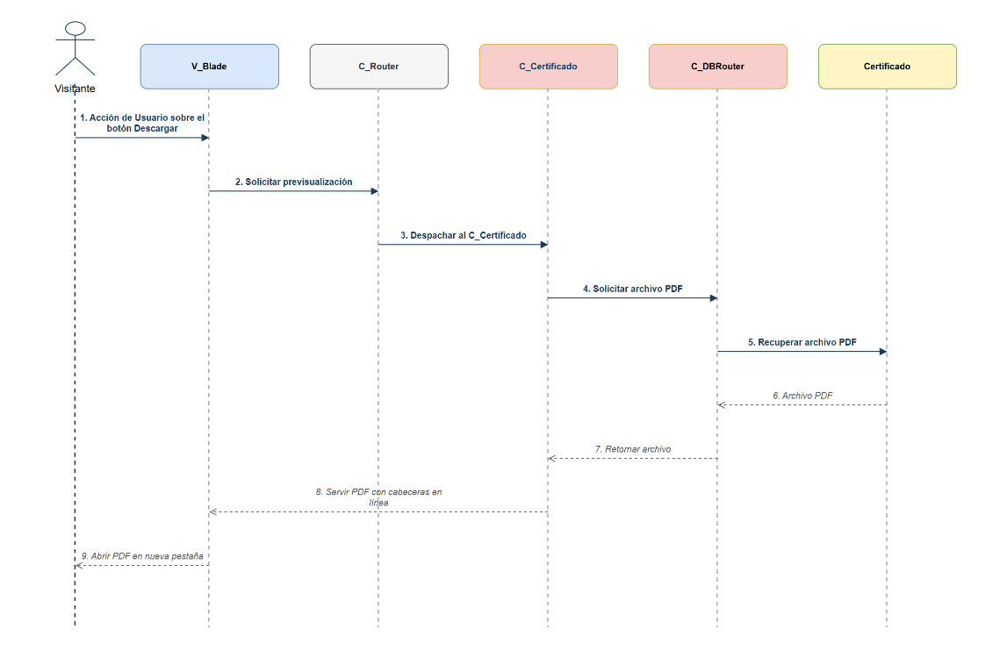 Visitante
V_Blade
C_Router
C_Certificado
C_DBRouter
Certificado
1. Acción de Usuario sobre el
botón Descargar
2. Solicitar previsualización
3. Despachar al C_Certificado
4. Solicitar archivo PDF
5. Recuperar archivo PDF
6. Archivo PDF
7. Retornar archivo
8. Servir PDF con cabeceras en
línea
9. Abrir PDF en nueva pestaña